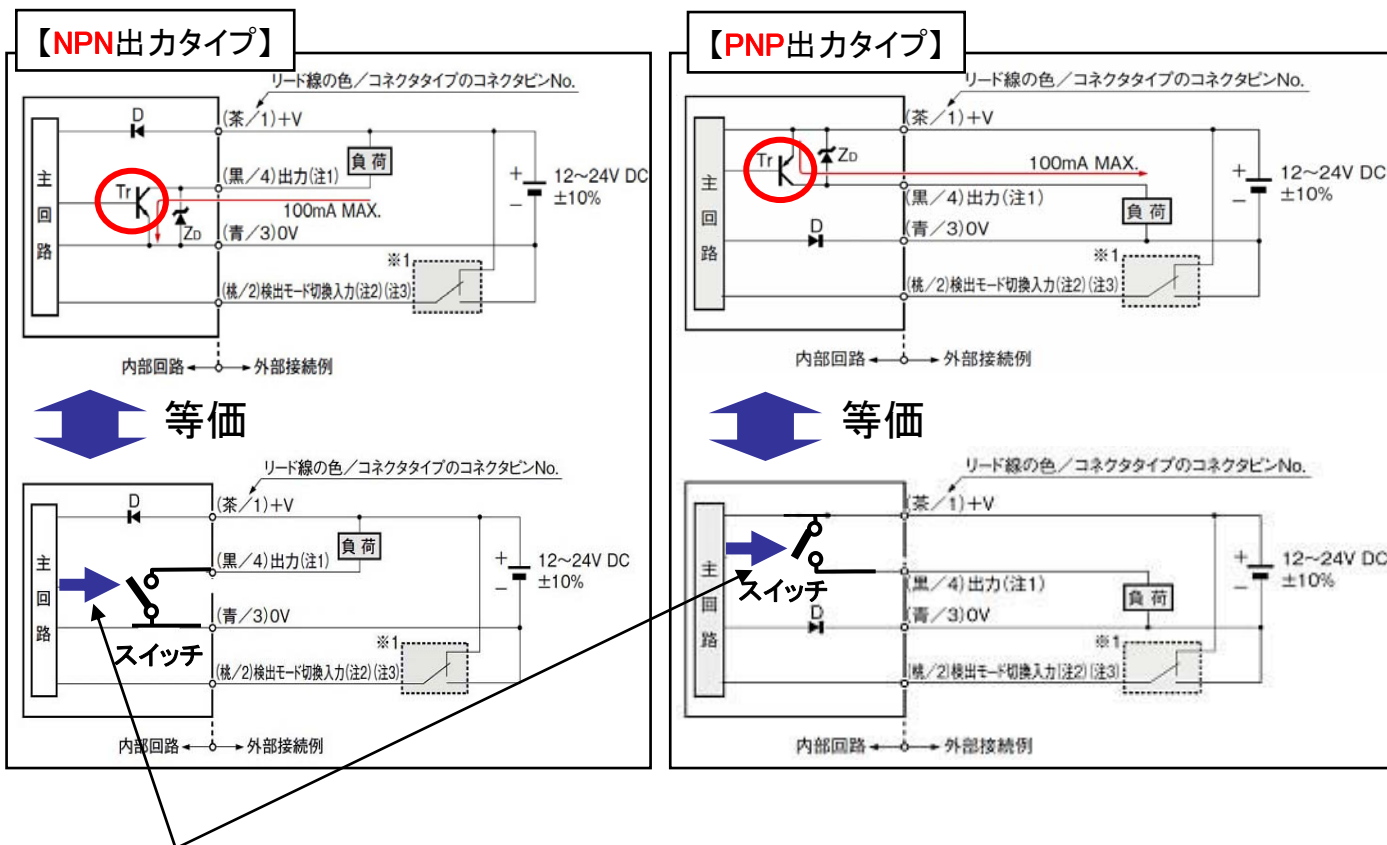 【NPN出力タイプ】
リード線の色／コネクタタイプのコネクタピンNo.
D
(茶／1)+V
負荷
主回路
Tr
(黒／4)出力(注1)
100mA MAX.
ZD
(青／3)0V
+
−
12～24V DC
±10%
※1
(桃／2)検出モード切換入力(注2)(注3)
内部回路
外部接続例
等価
リード線の色／コネクタタイプのコネクタピンNo.
D
(茶／1)+V
負荷
主回路
(黒／4)出力(注1)
+
−
12～24V DC
±10%
(青／3)0V
スイッチ
※1
(桃／2)検出モード切換入力(注2)(注3)
内部回路
外部接続例
【PNP出力タイプ】
リード線の色／コネクタタイプのコネクタピンNo.
(茶／1)+V
主回路
Tr
ZD
100mA MAX.
+
−
12～24V DC
±10%
(黒／4)出力(注1)
負荷
D
(青／3)0V
※1
(桃／2)検出モード切換入力(注2)(注3)
内部回路
外部接続例
等価
リード線の色／コネクタタイプのコネクタピンNo.
(茶／1)+V
主回路
スイッチ
+
−
12～24V DC
±10%
(黒／4)出力(注1)
負荷
D
(青／3)0V
※1
(桃／2)検出モード切換入力(注2)(注3)
内部回路
外部接続例